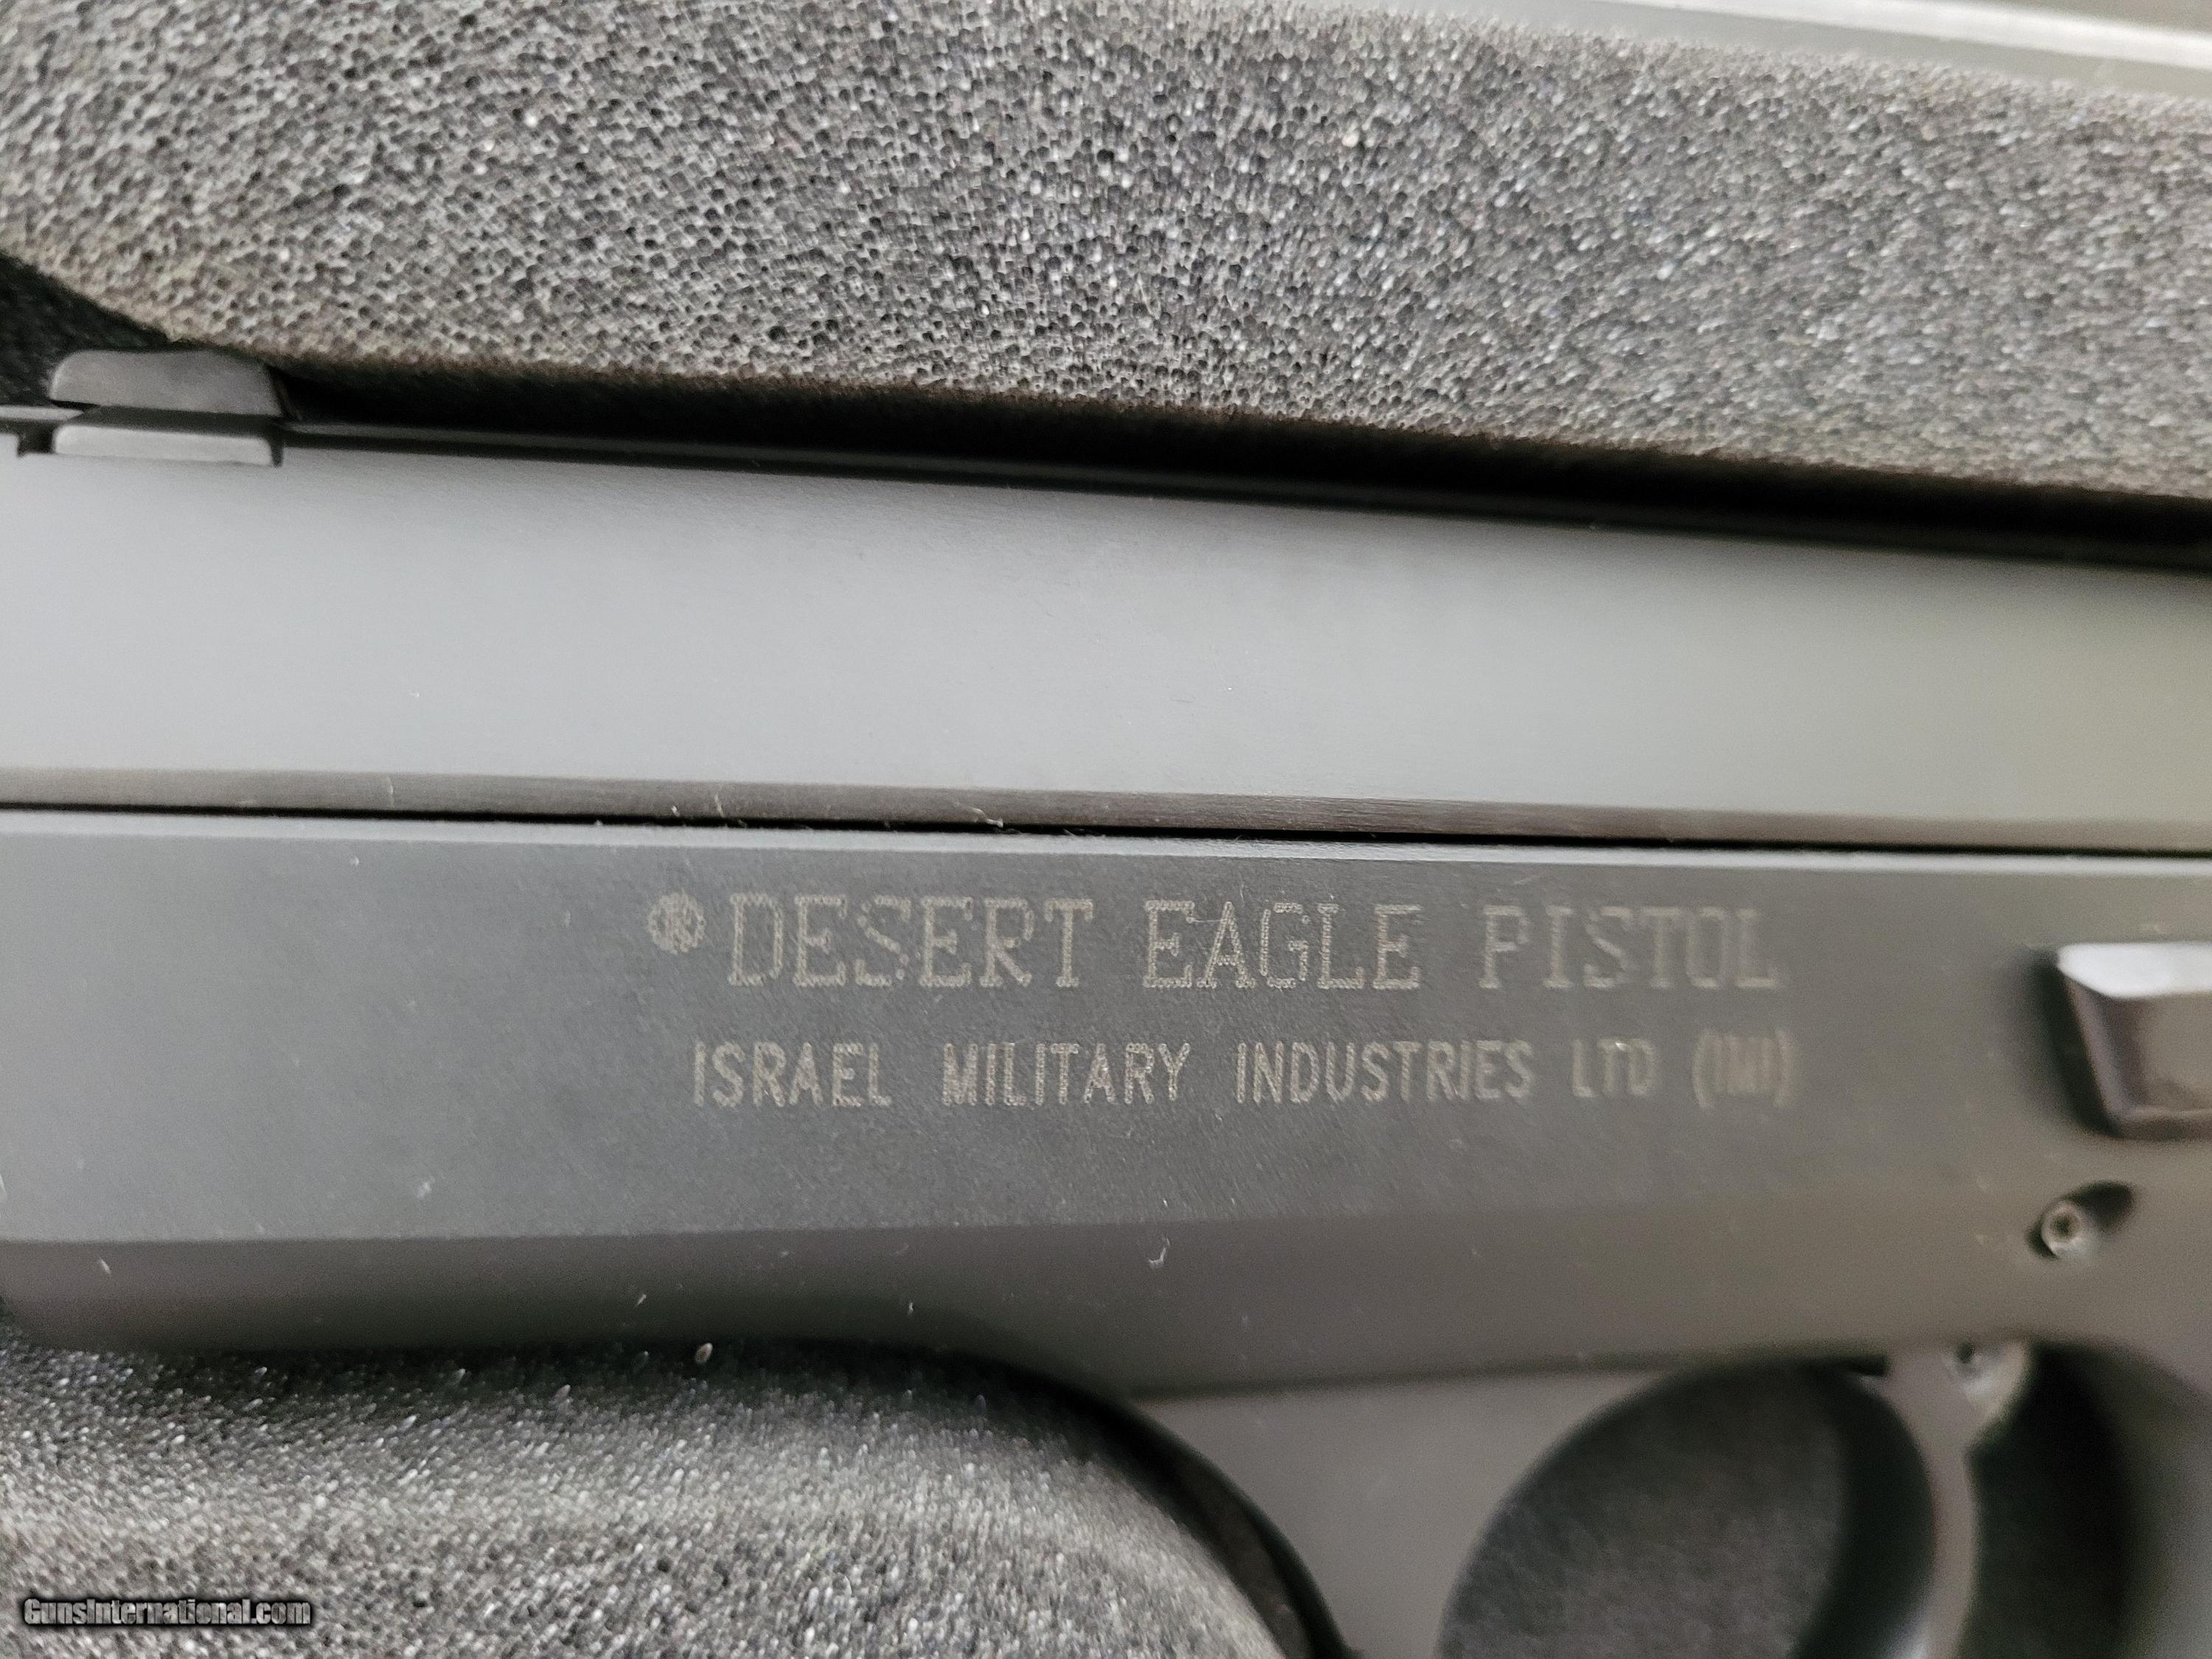 ®DESERT EAGLE PISTOL
ISRAEL MILITARY INDUSTRIES LTD (IMI)
GunsInternational.com